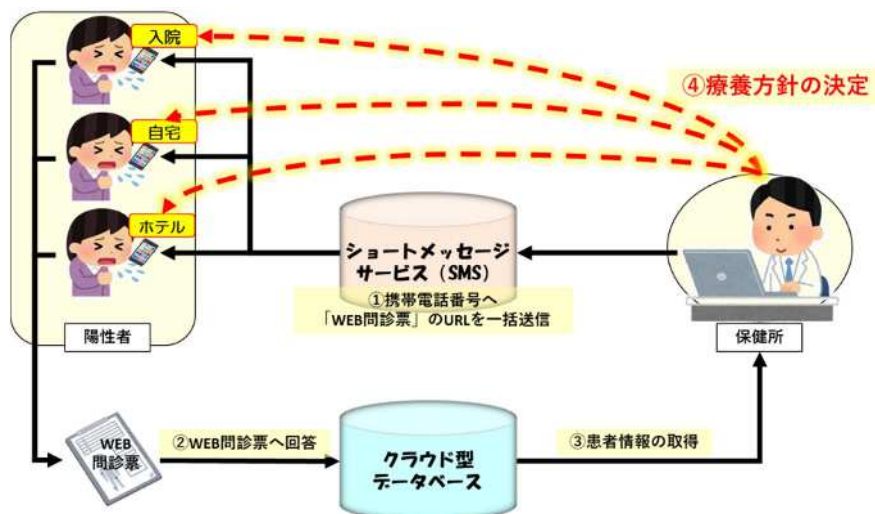 入院
④療養方針の決定
自宅
ホテル
ショートメッセージ
サービス（SMS）
①携帯電話番号へ
「WEB問診票」のURLを一括送信
陽性者
保健所
WEB
問診票
②WEB問診票へ回答
クラウド型
データベース
③患者情報の取得